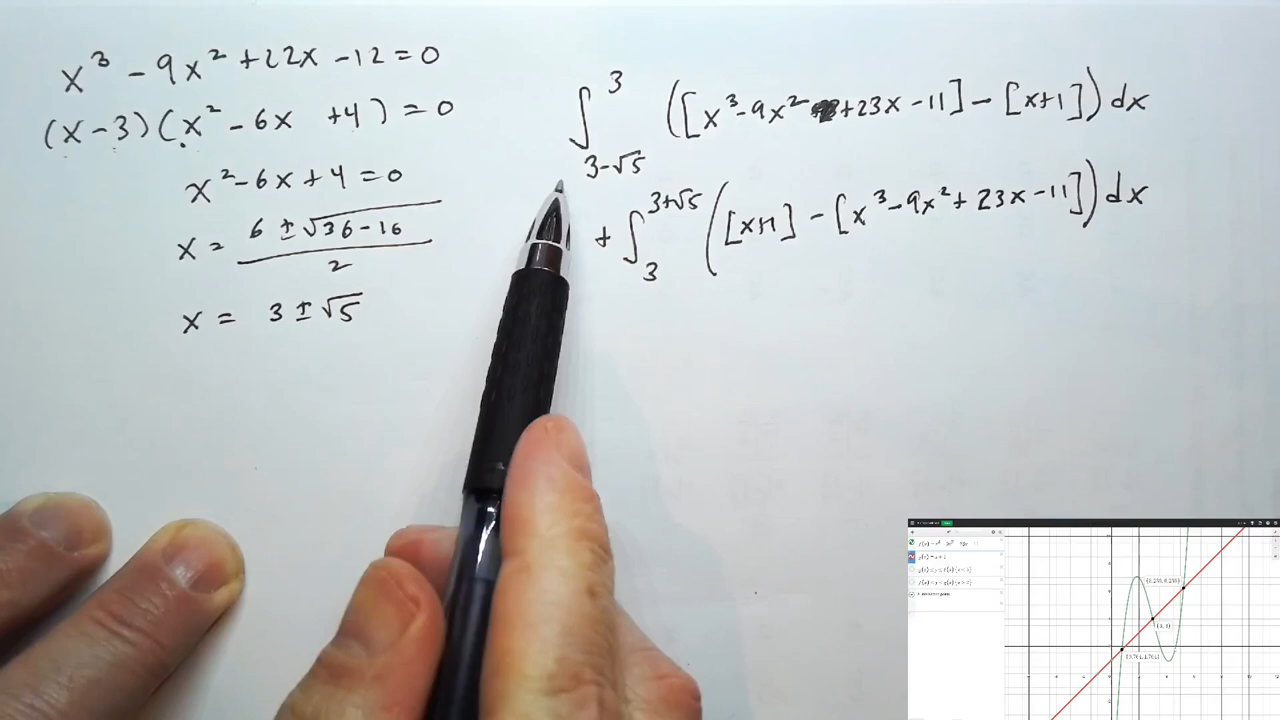 x³ - 9x² + 22x - 12 = 0
(x - 3)(x² - 6x + 4) = 0
x² - 6x + 4 = 0
x = (6 ± √(36 - 16))/2
x = 3 ± √5
∫_{3-√5}^{3} ([x³ - 9x² + 23x - 11] - [x + 1]) dx
+ ∫_{3}^{3+√5} ([x+1] - [x³ - 9x² + 23x - 11]) dx